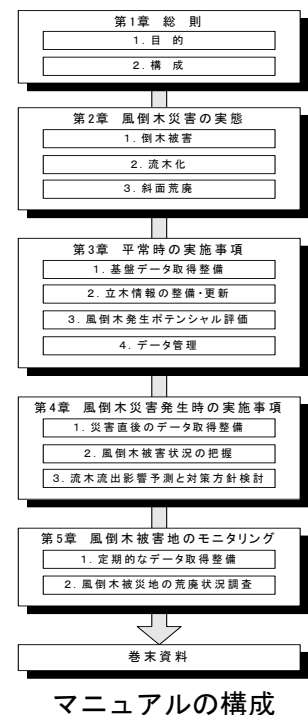 第1章 総 則
1. 目 的
2. 構 成
第2章 風倒木災害の実態
1. 倒木被害
2. 流木化
3. 斜面荒廃
第3章 平常時の実施事項
1. 基盤データ取得整備
2. 立木情報の整備・更新
3. 風倒木発生ポテンシャル評価
4. データ管理
第4章 風倒木災害発生時の実施事項
1. 災害直後のデータ取得整備
2. 風倒木被害状況の把握
3. 流木流出影響予測と対策方針検討
第5章 風倒木被害地のモニタリング
1. 定期的なデータ取得整備
2. 風倒木被災地の荒廃状況調査
巻末資料
マニュアルの構成